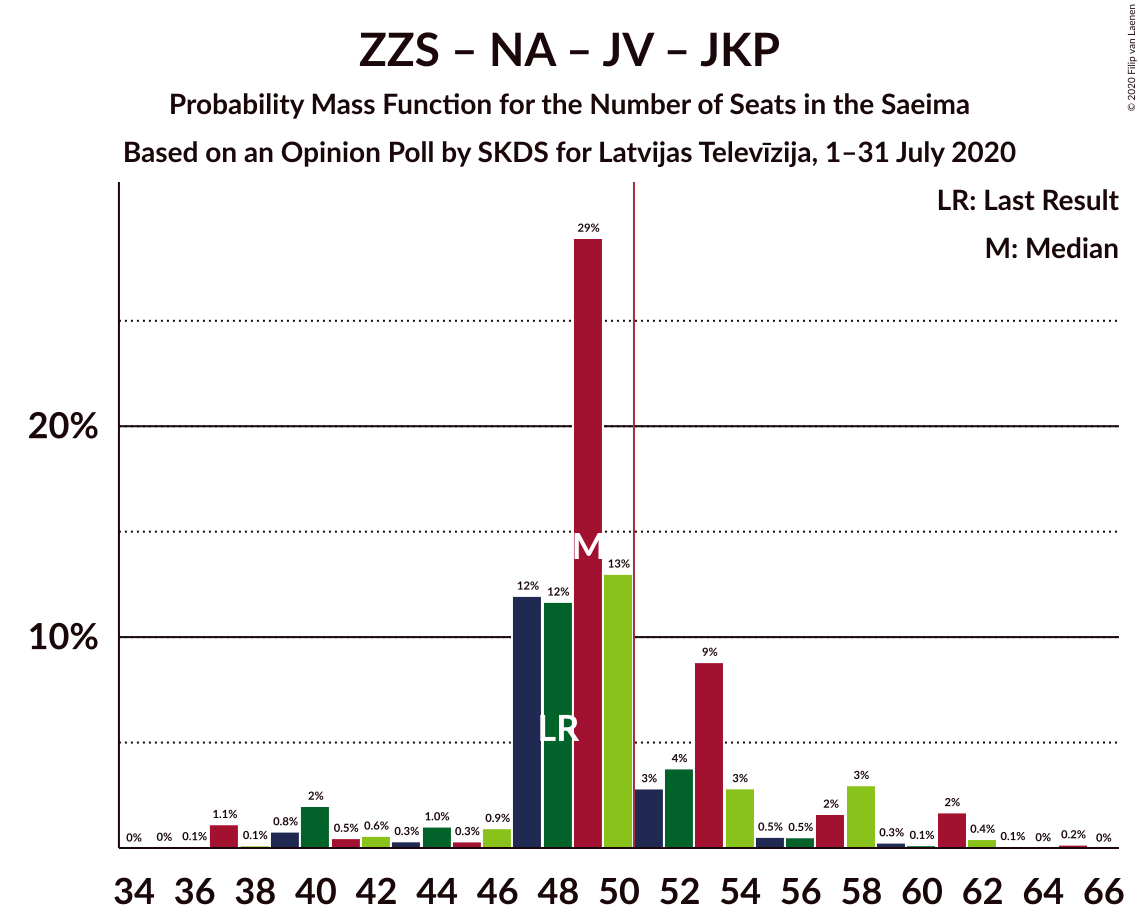 ZZS – NA – JV – JKP
Probability Mass Function for the Number of Seats in the Saeima
Based on an Opinion Poll by SKDS for Latvijas Televīzija, 1–31 July 2020
© 2020 Filip van Laenen
LR: Last Result
M: Median
20%
10%
0% 0% 0.1% 1.1% 0.1% 0.8% 2% 0.5% 0.6% 0.3% 1.0% 0.3% 0.9% 12% 12% 29% 13% 3% 4% 9% 3% 0.5% 0.5% 2% 3% 0.3% 0.1% 2% 0.4% 0.1% 0% 0.2% 0%
M
LR
34 36 38 40 42 44 46 48 50 52 54 56 58 60 62 64 66